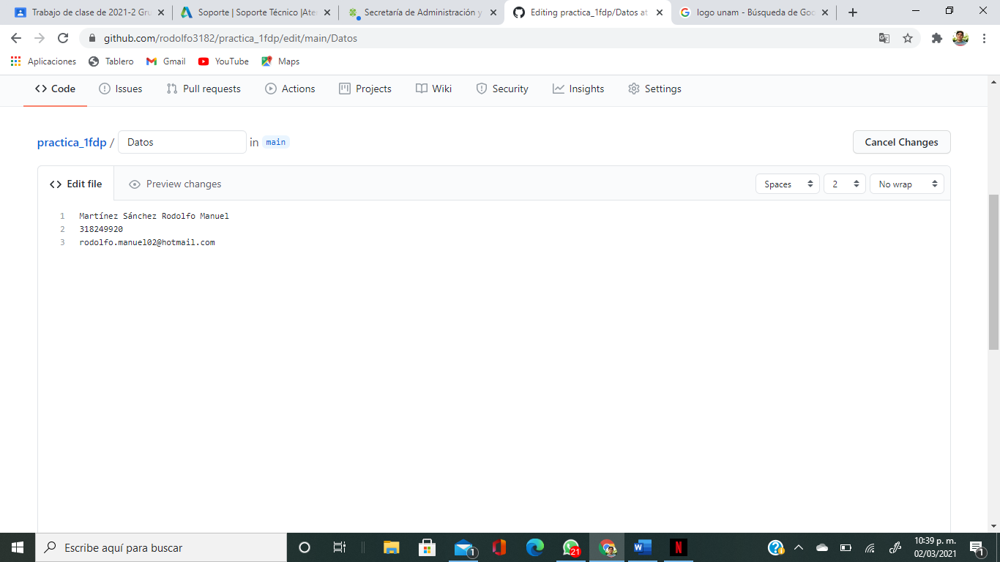 Trabajo de clase de 2021-2 Gru
Soporte | Soporte Técnico |Ate
Secretaría de Administración y
Editing practica_1fdp/Datos at
logo unam - Búsqueda de Goo
github.com/rodolfo3182/practica_1fdp/edit/main/Datos
Aplicaciones Tablero Gmail YouTube Maps
Code Issues Pull requests Actions Projects Wiki Security Insights Settings
practica_1fdp / Datos in main Cancel Changes
Edit file Preview changes Spaces 2 No wrap
1 Martínez Sánchez Rodolfo Manuel
2 318249920
3 rodolfo.manuel02@hotmail.com
Escribe aquí para buscar
1
21
W
N
10:39 p. m.
02/03/2021
1